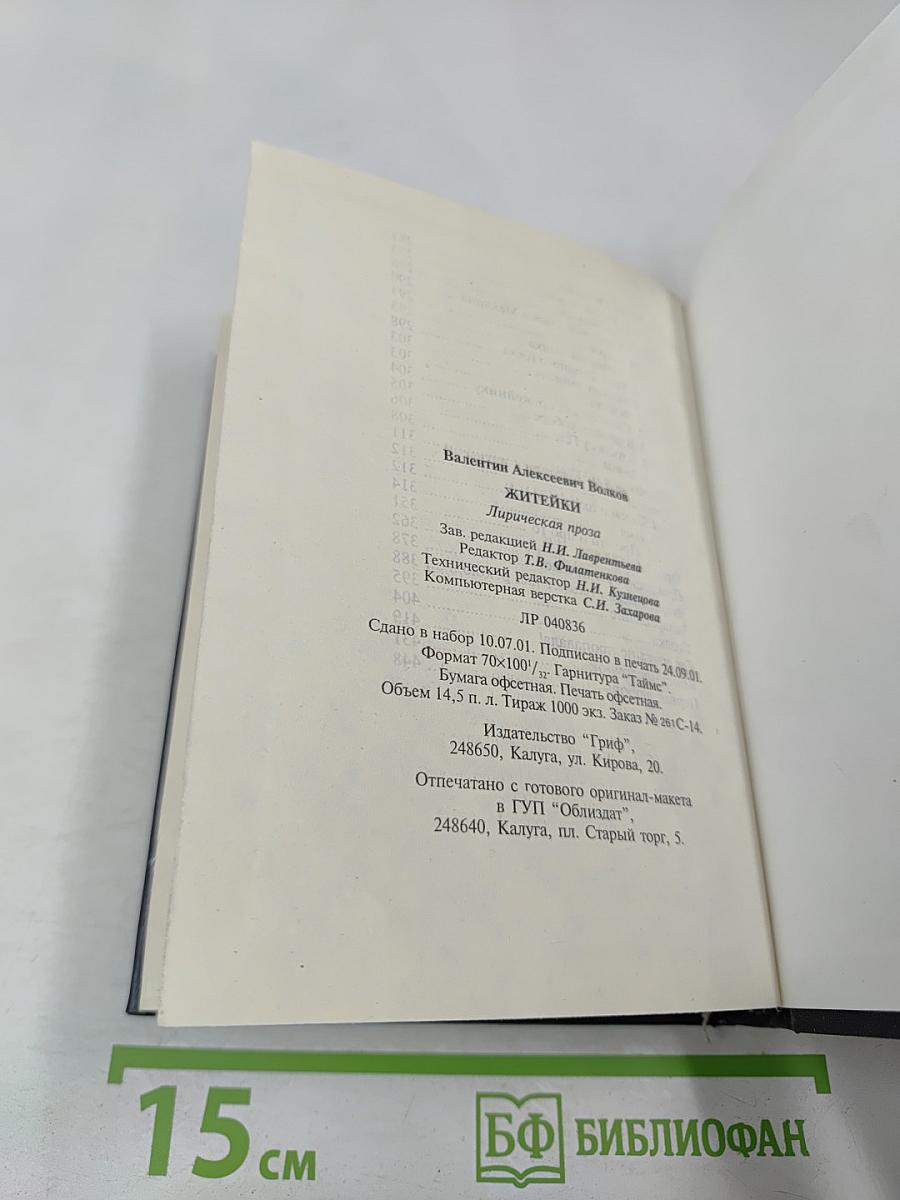 Валентин Алексеевич Волков
ЖИТЕЙКИ
Лирическая проза
Зав. редакцией Н.И. Лаврентьева
Редактор Т.В. Филатенкова
Технический редактор Н.И. Кузнецова
Компьютерная верстка С.И. Захарова
ЛР 040836
Сдано в набор 10.07.01. Подписано в печать 24.09.01.
Формат 70×100 1/32. Гарнитура "Таймс".
Бумага офсетная. Печать офсетная.
Объем 14,5 п. л. Тираж 1000 экз. Заказ № 261С-14.
Издательство "Гриф",
248650, Калуга, ул. Кирова, 20.
Отпечатано с готового оригинал-макета
в ГУП "Облиздат",
248640, Калуга, пл. Старый торг, 5.
15 см
БФ БИБЛИОФАН